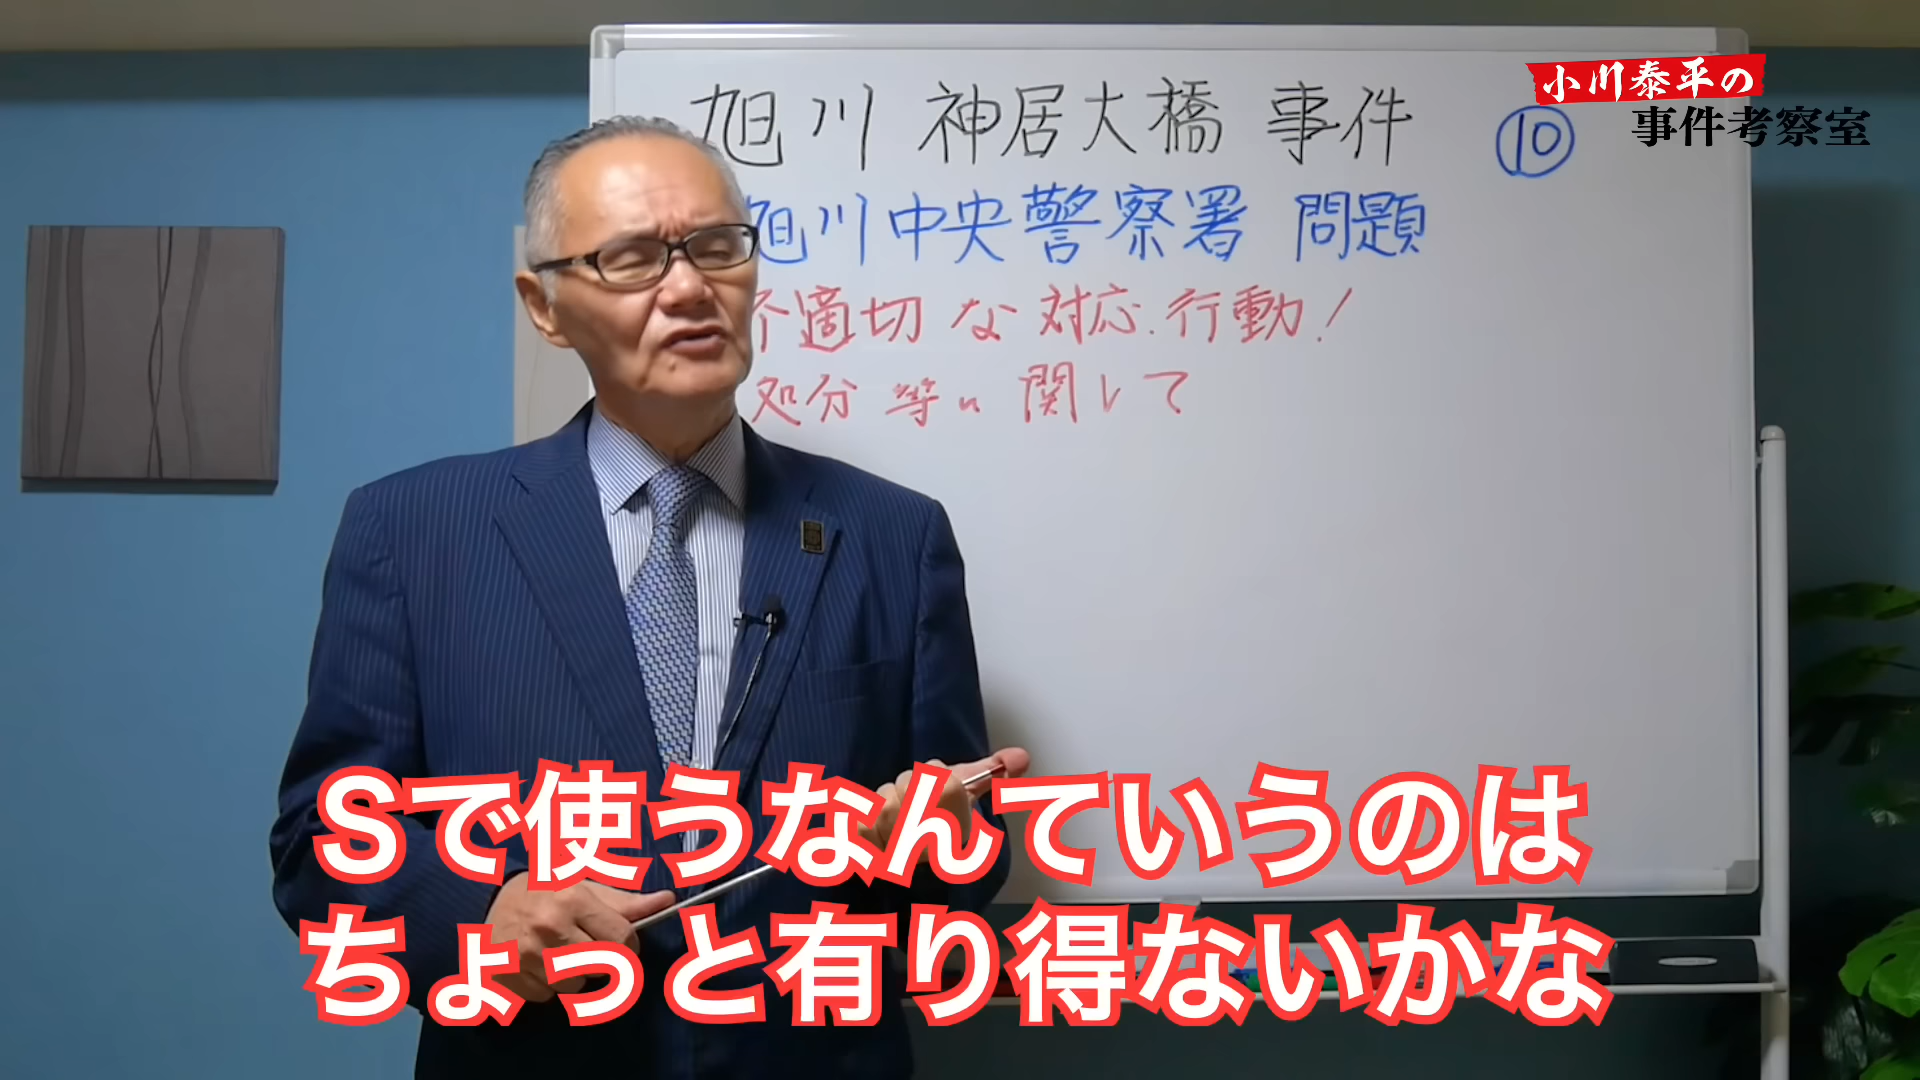 小川泰平の
事件考察室
旭川 神居大橋 事件 ⑩
旭川中央警察署 問題
不適切な対応.行動!
処分等に関して
Sで使うなんていうのは
ちょっと有り得ないかな